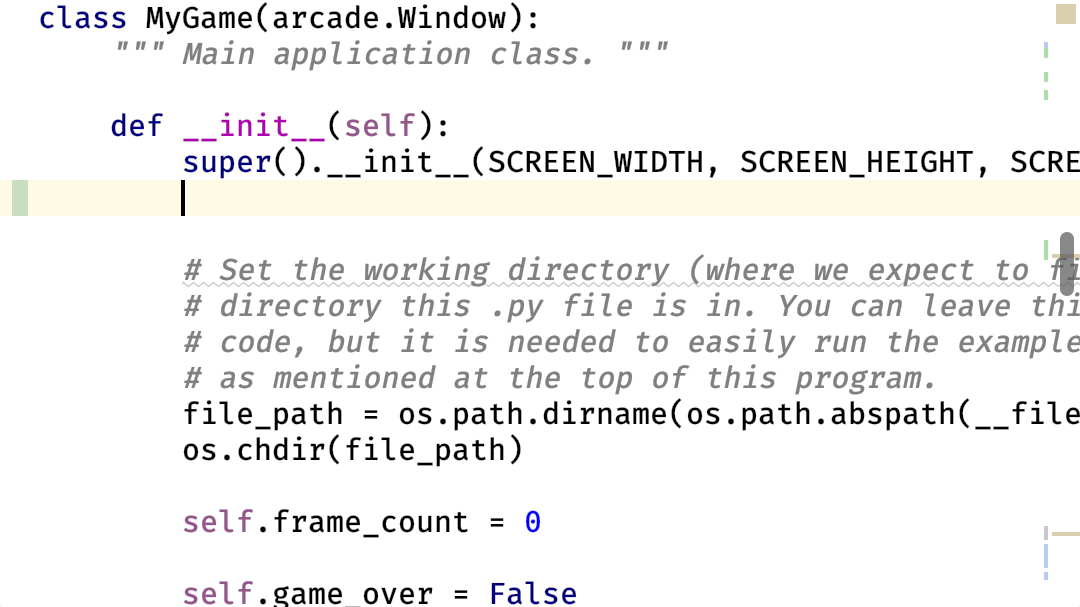 class MyGame(arcade.Window):
""" Main application class. """
def __init__(self):
super().__init__(SCREEN_WIDTH, SCREEN_HEIGHT, SCRE
# Set the working directory (where we expect to fi
# directory this .py file is in. You can leave thi
# code, but it is needed to easily run the example
# as mentioned at the top of this program.
file_path = os.path.dirname(os.path.abspath(__file
os.chdir(file_path)
self.frame_count = 0
self.game_over = False